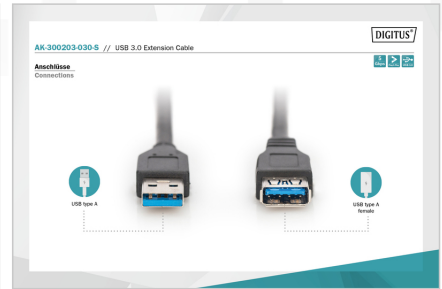 DIGITUS®
AK-300203-030-S // USB 3.0 Extension Cable
Anschlüsse
Connections
USB type A
USB type A
female